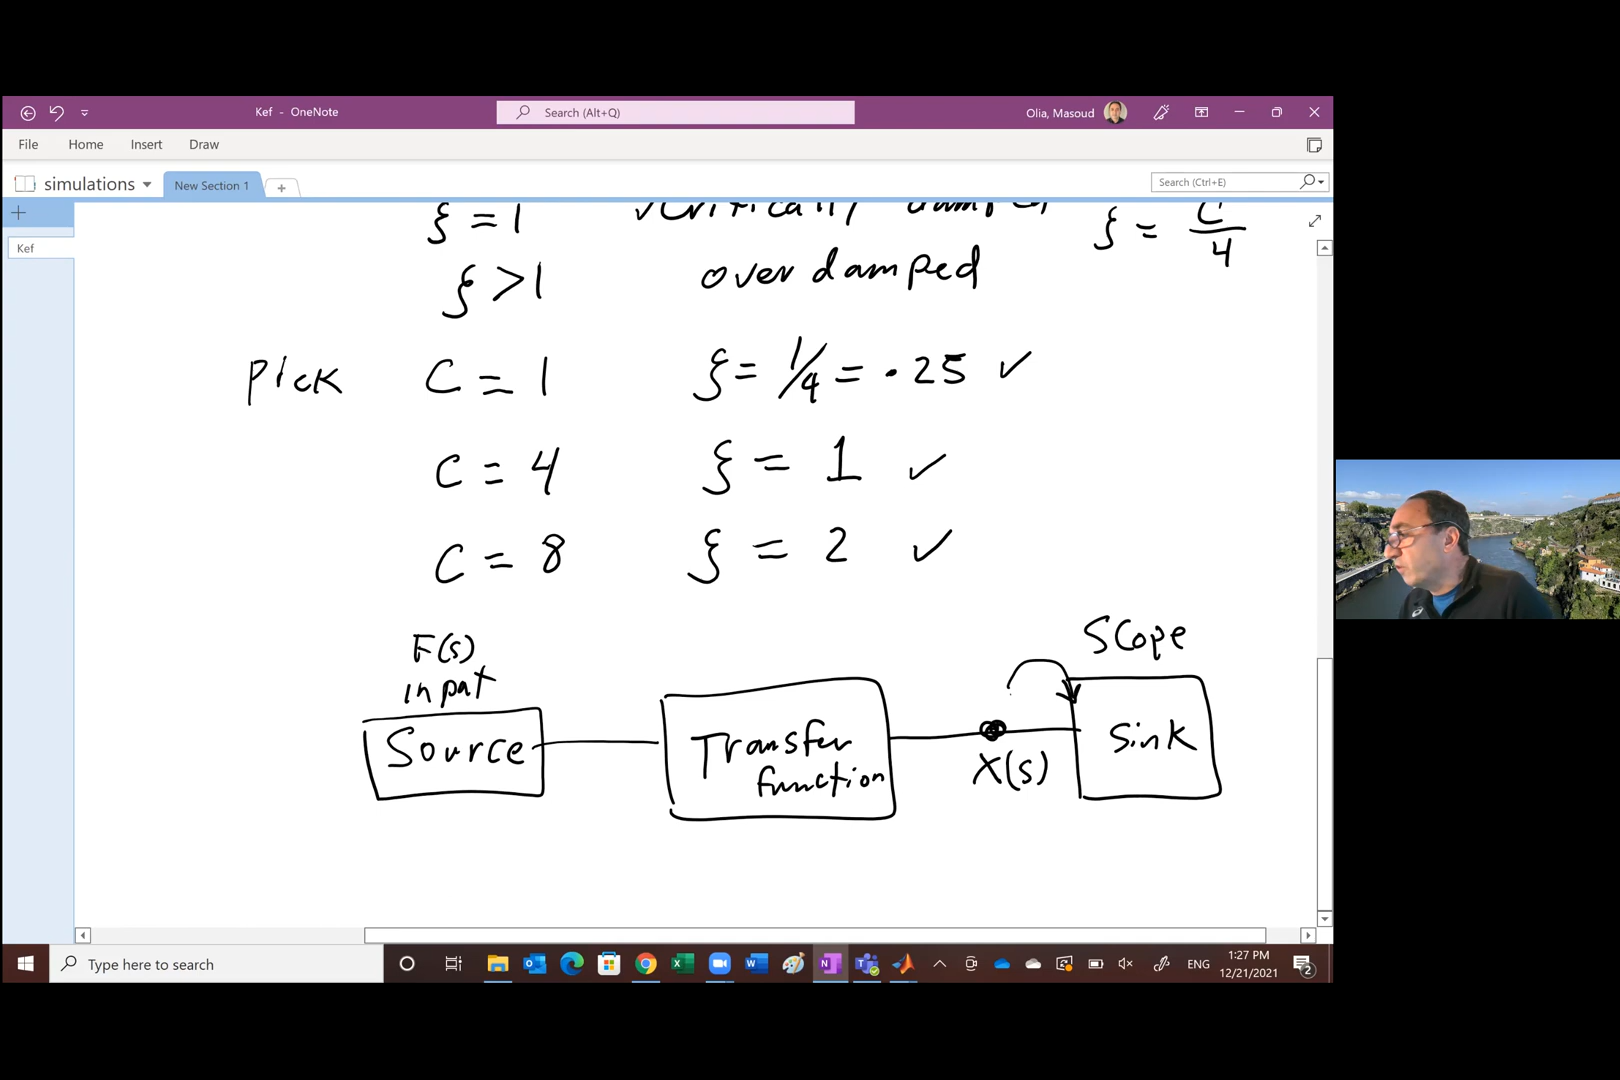 Kef - OneNote
Search (Alt+Q)
Olia, Masoud
File Home Insert Draw
simulations
New Section 1
Search (Ctrl+E)
Kef
ξ = 1
ξ = C/4
ξ > 1 over damped
Pick C = 1 ξ = 1/4 = .25 ✓
C = 4 ξ = 1 ✓
C = 8 ξ = 2 ✓
F(s)
input
Scope
Source
Transfer
function
X(s)
Sink
Type here to search
ENG
1:27 PM
12/21/2021
2